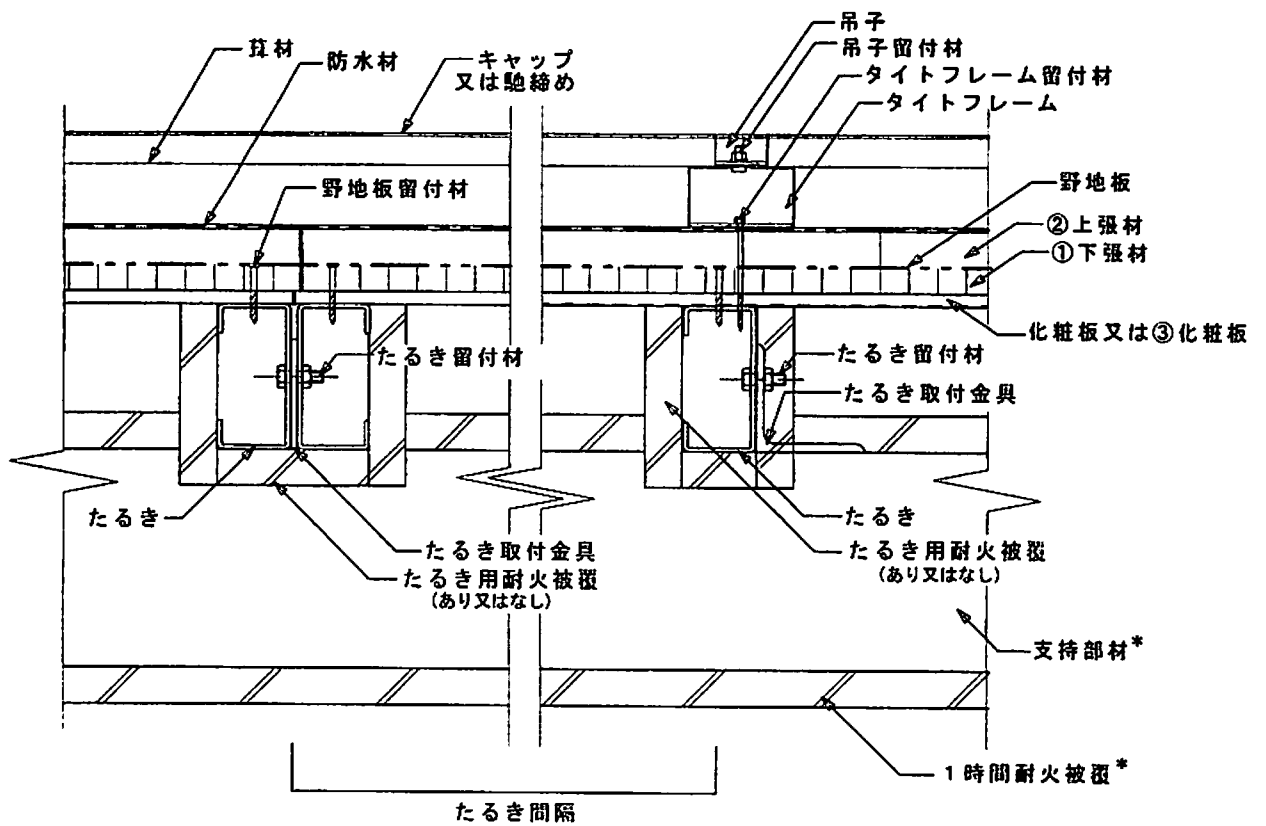 吊子
吊子留付材
タイトフレーム留付材
タイトフレーム
葺材
防水材
キャップ
又は馳締め
野地板留付材
野地板
②上張材
①下張材
化粧板又は③化粧板
たるき留付材
たるき留付材
たるき取付金具
たるき
たるき取付金具
たるき用耐火被覆
(あり又はなし)
たるき
たるき用耐火被覆
(あり又はなし)
支持部材*
1時間耐火被覆*
たるき間隔